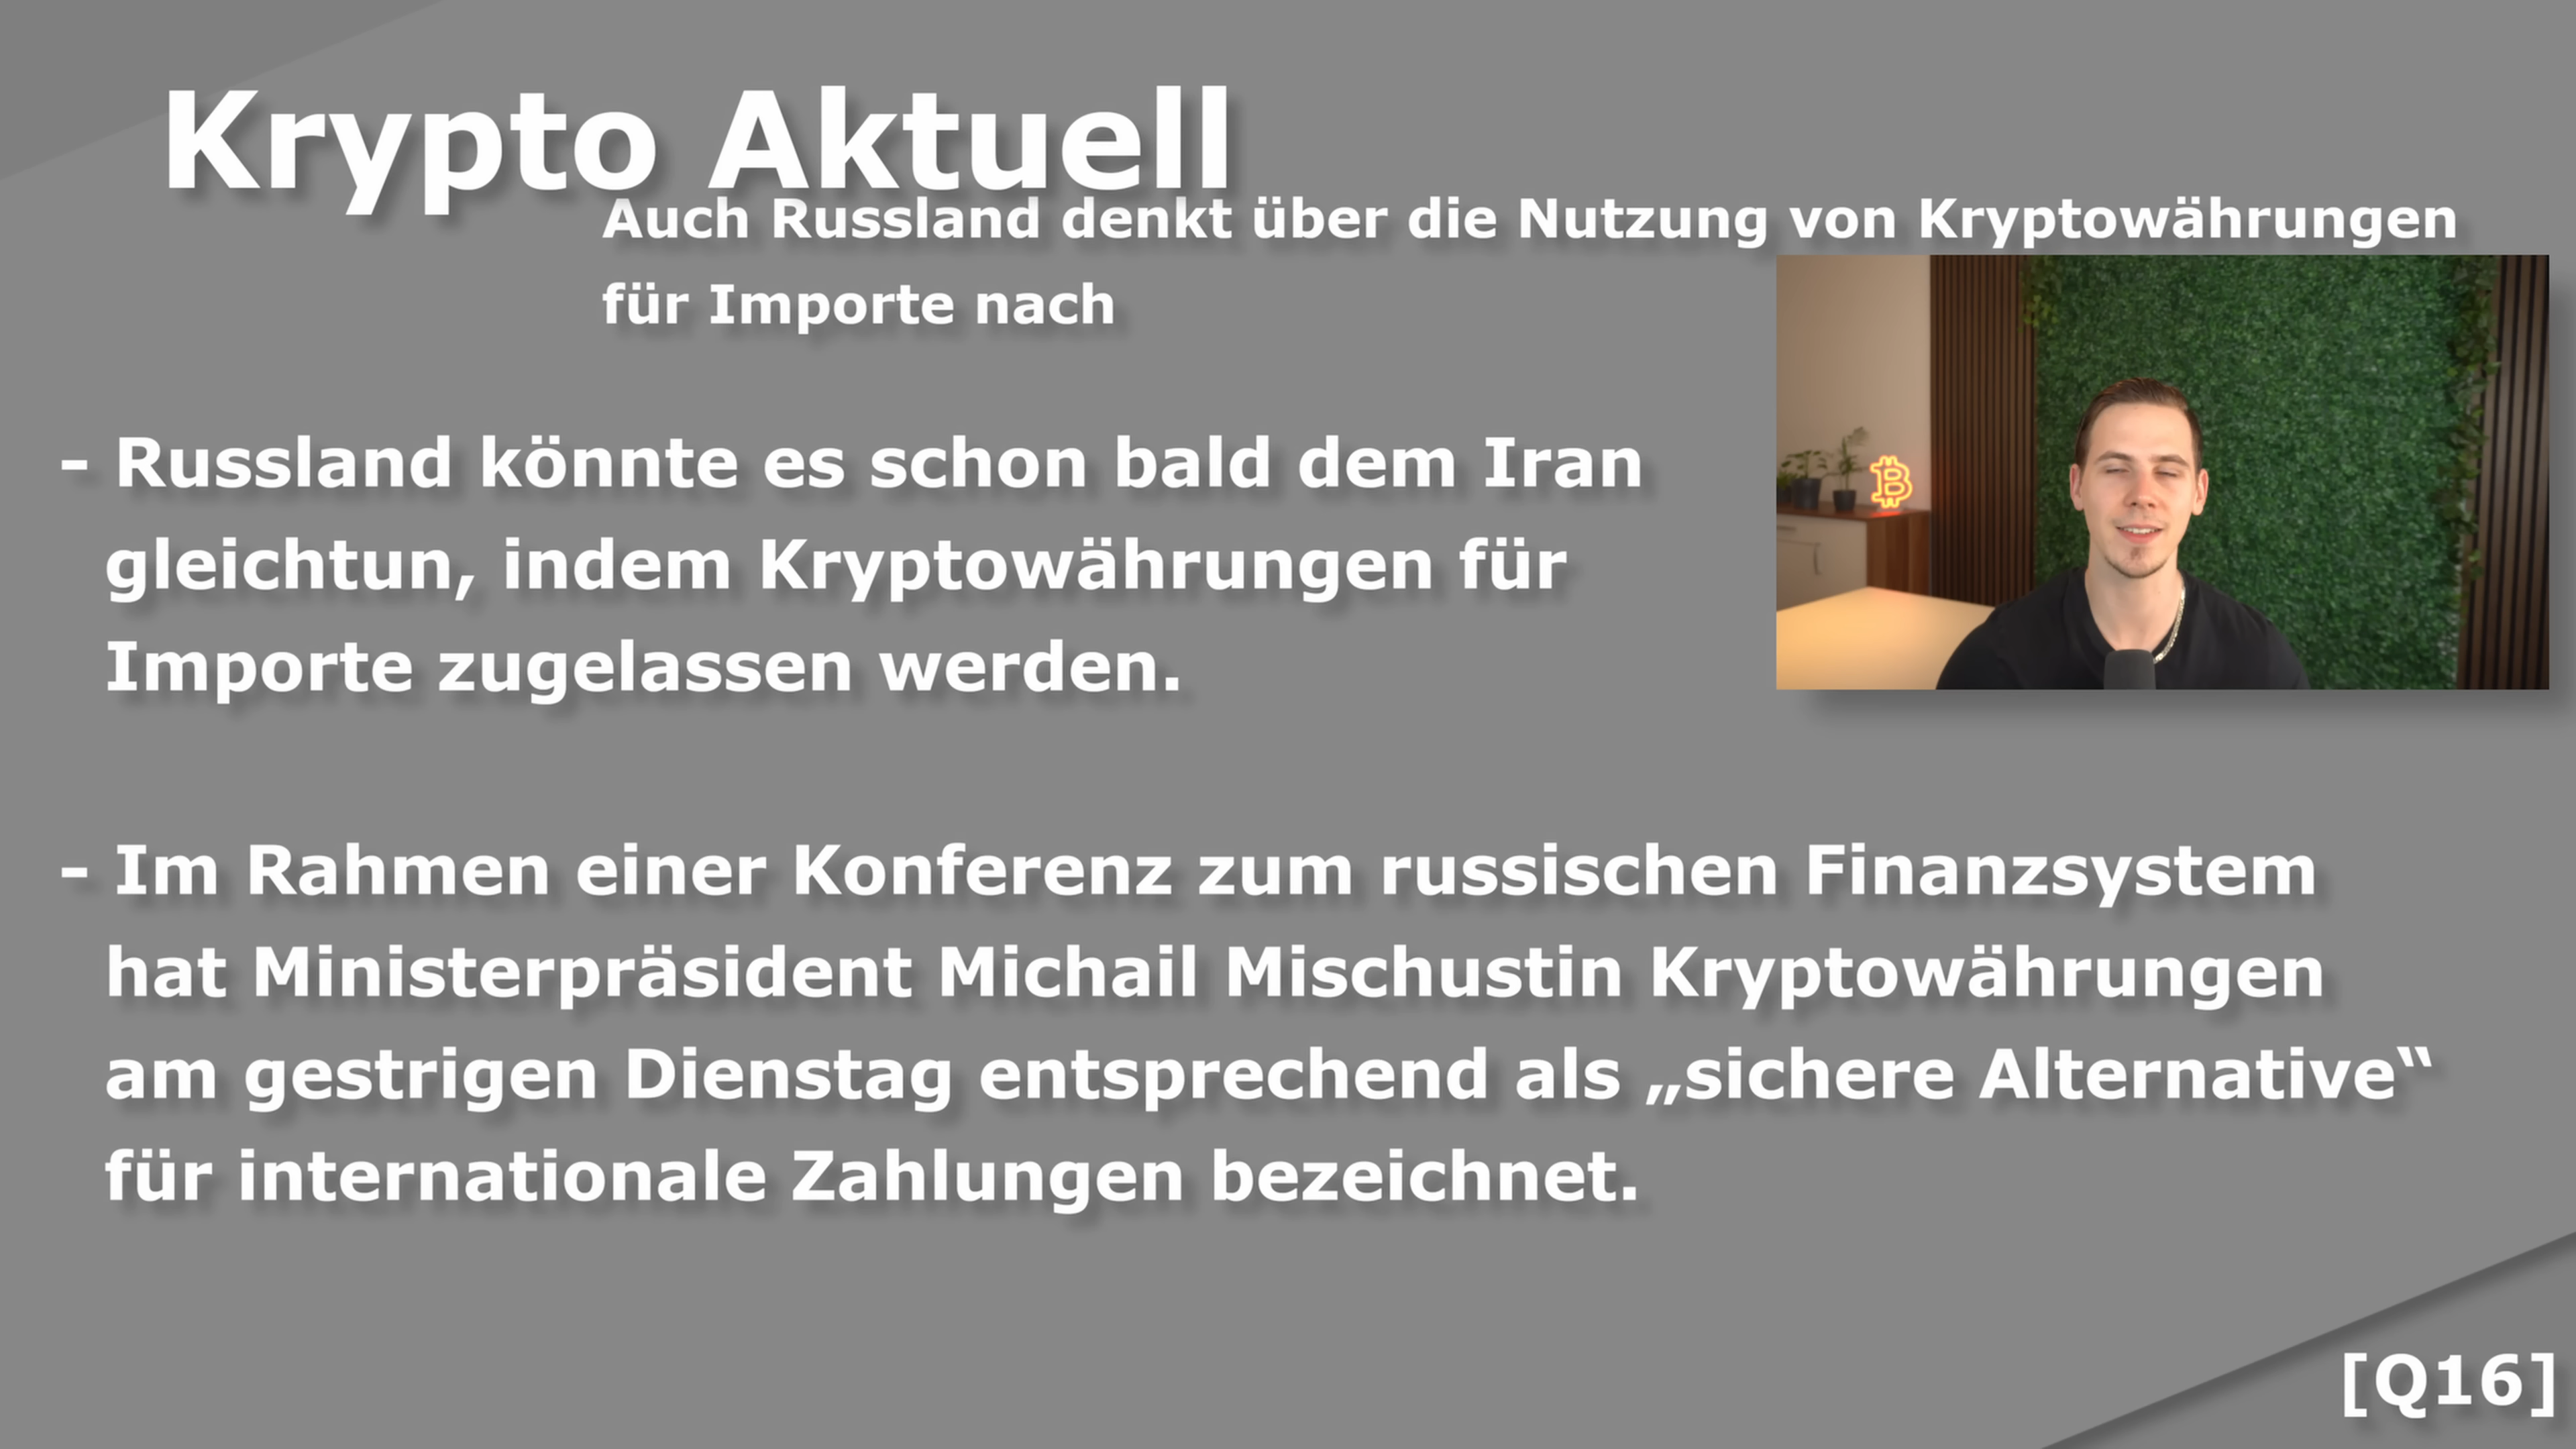 Krypto Aktuell
Auch Russland denkt über die Nutzung von Kryptowährungen
für Importe nach
- Russland könnte es schon bald dem Iran
gleichtun, indem Kryptowährungen für
Importe zugelassen werden.
- Im Rahmen einer Konferenz zum russischen Finanzsystem
hat Ministerpräsident Michail Mischustin Kryptowährungen
am gestrigen Dienstag entsprechend als „sichere Alternative“
für internationale Zahlungen bezeichnet.
[Q16]